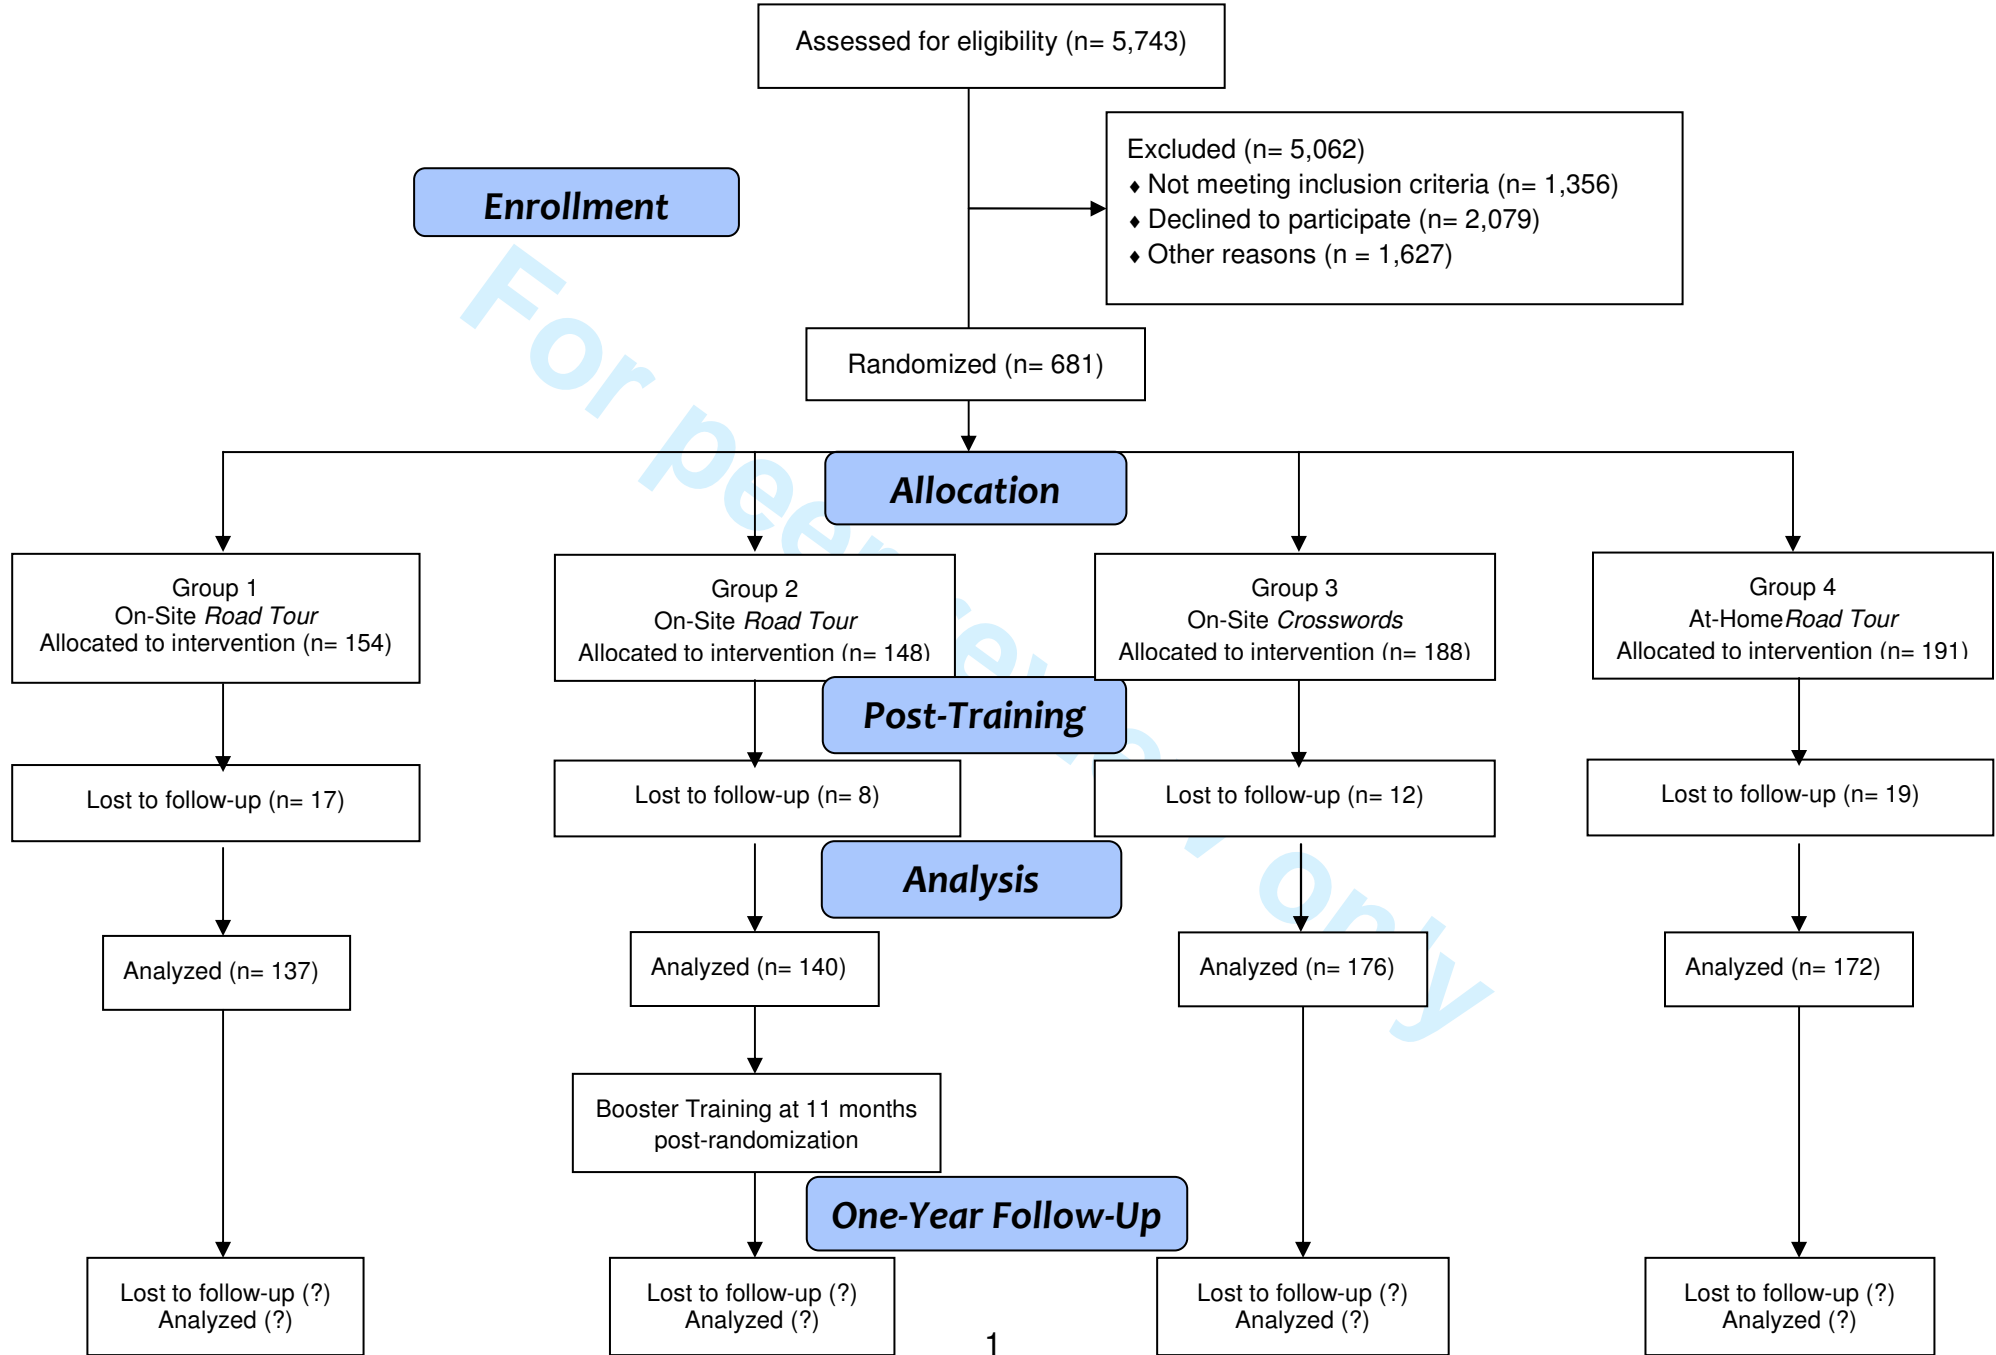 Assessed for eligibility (n= 5,743)
Excluded (n= 5,062)
♦ Not meeting inclusion criteria (n= 1,356)
♦ Declined to participate (n= 2,079)
♦ Other reasons (n = 1,627)
Enrollment
Randomized (n= 681)
Allocation
Group 1
On-Site Road Tour
Allocated to intervention (n= 154)
Group 2
On-Site Road Tour
Allocated to intervention (n= 148)
Group 3
On-Site Crosswords
Allocated to intervention (n= 188)
Group 4
At-HomeRoad Tour
Allocated to intervention (n= 191)
Post-Training
Lost to follow-up (n= 17)
Lost to follow-up (n= 8)
Lost to follow-up (n= 12)
Lost to follow-up (n= 19)
Analysis
Analyzed (n= 137)
Analyzed (n= 140)
Analyzed (n= 176)
Analyzed (n= 172)
Booster Training at 11 months
post-randomization
One-Year Follow-Up
Lost to follow-up (?)
Analyzed (?)
Lost to follow-up (?)
Analyzed (?)
Lost to follow-up (?)
Analyzed (?)
Lost to follow-up (?)
Analyzed (?)
1
For peer review only